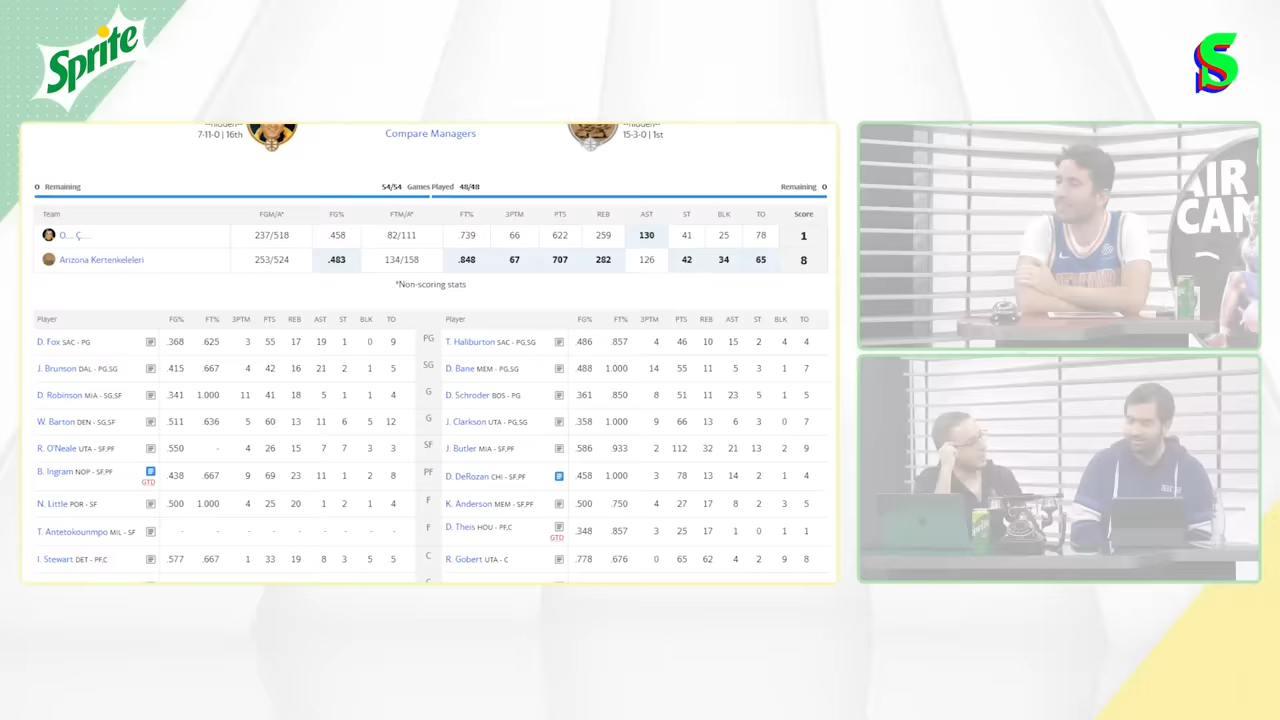 Sprite
S
--hidden--
7-11-0 | 16th
Compare Managers
--hidden--
15-3-0 | 1st
0 Remaining
54/54 Games Played 48/48
Remaining 0
Team FGM/A* FG% FTM/A* FT% 3PTM PTS REB AST ST BLK TO Score
O.... Ç..... 237/518 .458 82/111 .739 66 622 259 130 41 25 78 1
Arizona Kertenkeleleri 253/524 .483 134/158 .848 67 707 282 126 42 34 65 8
*Non-scoring stats
Player FG% FT% 3PTM PTS REB AST ST BLK TO Player FG% FT% 3PTM PTS REB AST ST BLK TO
D. Fox SAC - PG .368 .625 3 55 17 19 1 0 9 PG T. Haliburton SAC - PG,SG .486 .857 4 46 10 15 2 4 4
J. Brunson DAL - PG,SG .415 .667 4 42 16 21 2 1 5 SG D. Bane MEM - PG,SG .488 1.000 14 55 11 5 3 1 7
D. Robinson MIA - SG,SF .341 1.000 11 41 18 5 1 1 4 G D. Schroder BOS - PG .361 .850 8 51 11 23 5 1 5
W. Barton DEN - SG,SF .511 .636 5 60 13 11 6 5 12 G J. Clarkson UTA - PG,SG .358 1.000 9 66 13 6 3 0 7
R. O'Neale UTA - SF,PF .550 - 4 26 15 7 7 3 3 SF J. Butler MIA - SF,PF .586 .933 2 112 32 21 13 2 9
B. Ingram NOP - SF,PF GTD .438 .667 9 69 23 11 1 2 8 PF D. DeRozan CHI - SF,PF .458 1.000 3 78 13 14 2 1 4
N. Little POR - SF .500 1.000 4 25 20 1 2 1 4 F K. Anderson MEM - SF,PF .500 .750 4 27 17 8 2 3 5
T. Antetokounmpo MIL - SF - - - - - - - - - F D. Theis HOU - PF,C GTD .348 .857 3 25 17 1 0 1 1
I. Stewart DET - PF,C .577 .667 1 33 19 8 3 5 5 C R. Gobert UTA - C .778 .676 0 65 62 4 2 9 8
AIR